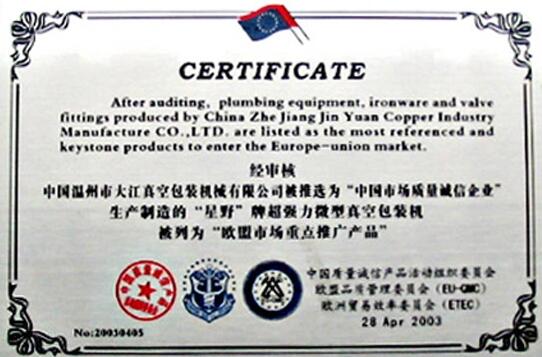 CERTIFICATE
After auditing, plumbing equipment, ironware and valve
fittings produced by China Zhe Jiang Jin Yuan Copper Industry
Manufacture CO.,LTD. are listed as the most referenced and
keystone products to enter the Europe-union market.
经审核
中国温州市大江真空包装机械有限公司被推选为“中国市场质量诚信企业”
生产制造的“星野”牌超强力微型真空包装机
被列为“欧盟市场重点推广产品”
中国质量诚信产品活动组织委员会
欧盟品质管理委员会（EU-QMC）
欧洲贸易效率委员会（ETEC）
28 Apr 2003
No:20030405